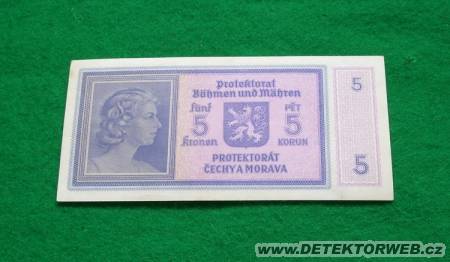 Protektorat
Böhmen und Mähren
Fünf PĚT
5 5
Kronen KORUN
PROTEKTORÁT
ČECHY A MORAVA
5
5
www.DETEKTORWEB.cz